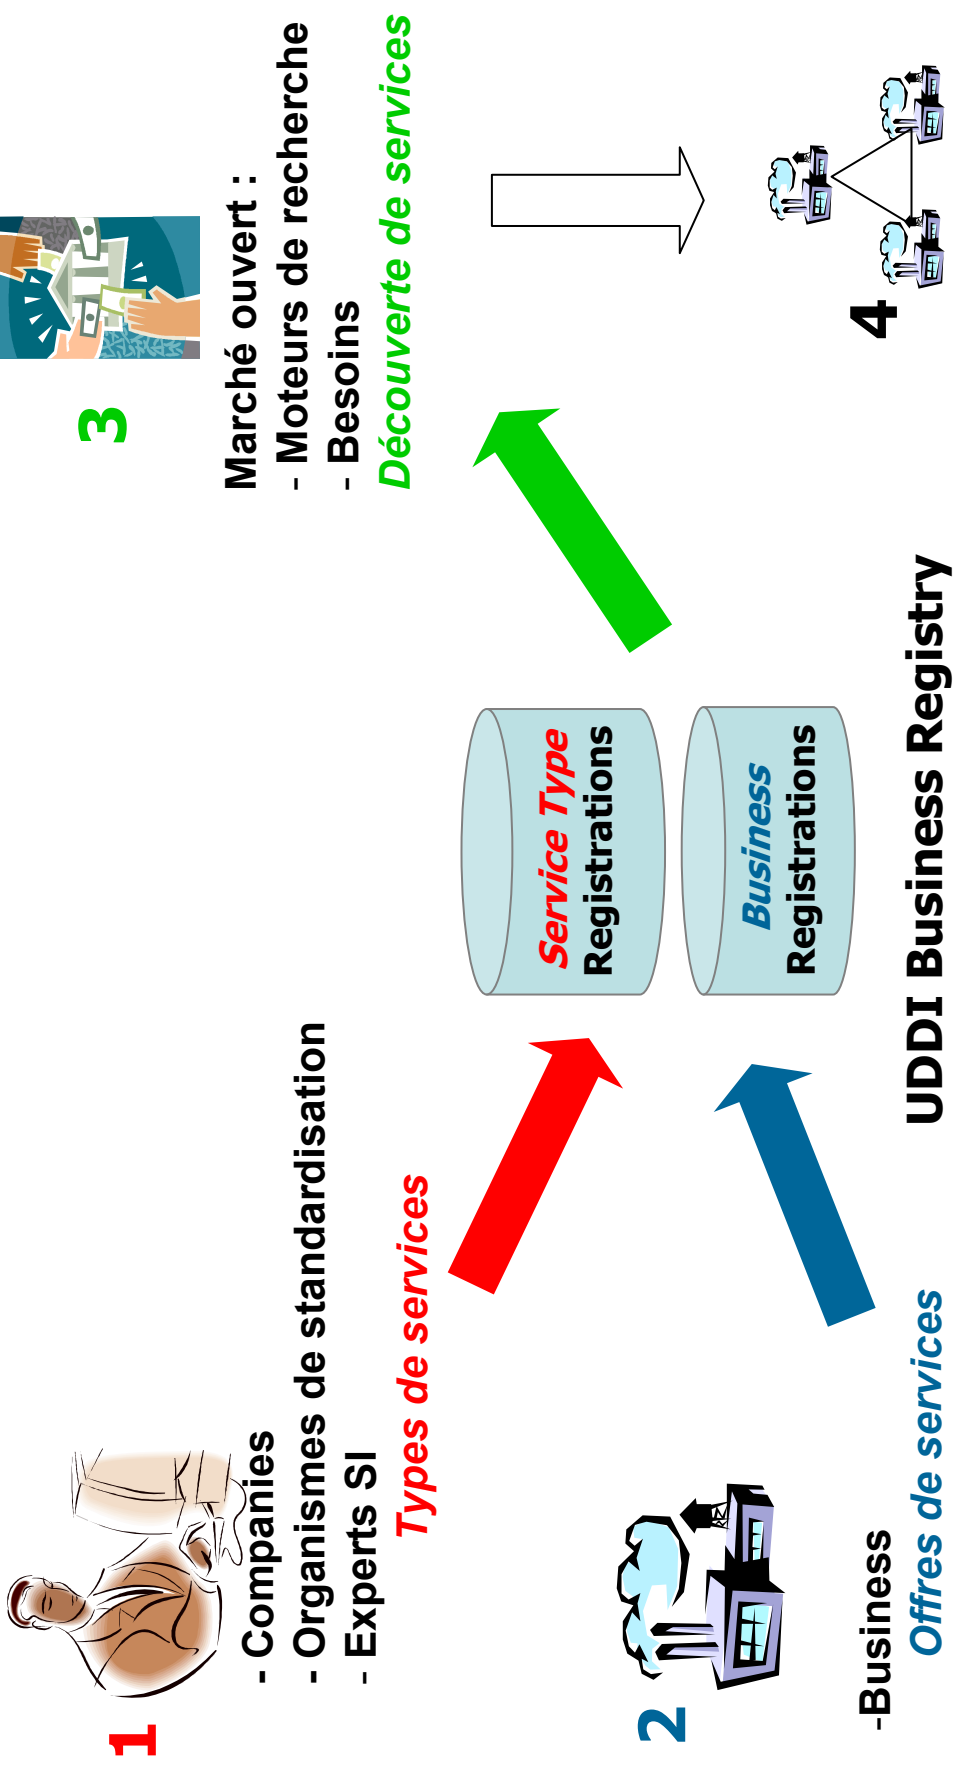 1
- Companies
- Organismes de standardisation
- Experts SI
Types de services
2
-Business
Offres de services
Service Type
Registrations
Business
Registrations
UDDI Business Registry
3
Marché ouvert :
- Moteurs de recherche
- Besoins
Découverte de services
4